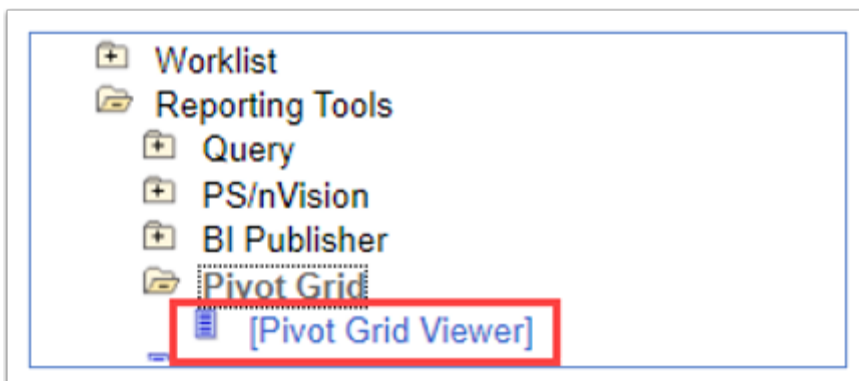 Worklist
Reporting Tools
Query
PS/nVision
BI Publisher
Pivot Grid
[Pivot Grid Viewer]